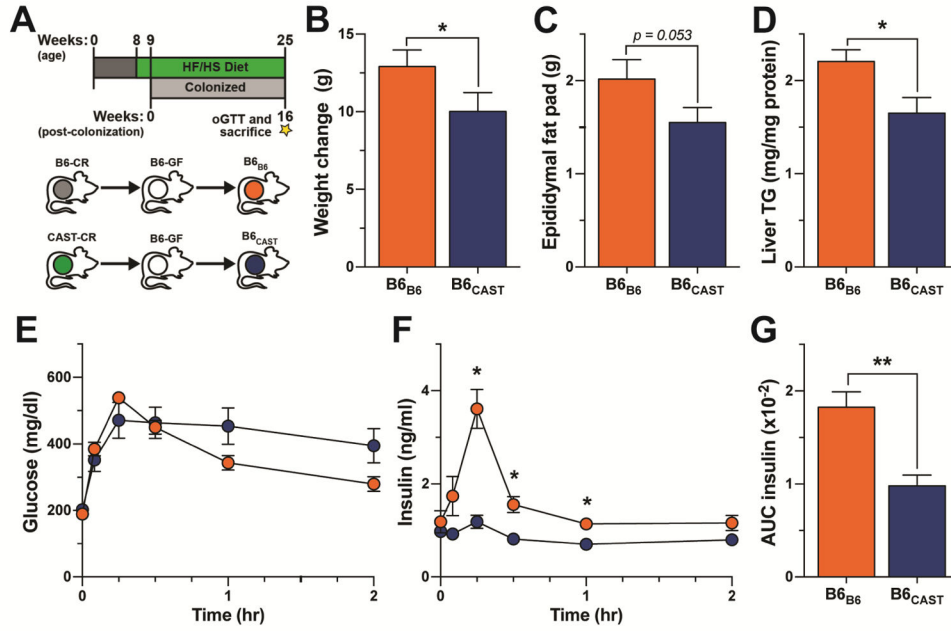 A
Weeks: 0 8 9 25
(age)
HF/HS Diet
Colonized
Weeks: 0 16
(post-colonization) oGTT and
sacrifice
B6-CR B6-GF B6B6
CAST-CR B6-GF B6CAST
B
Weight change (g)
15
10
5
0
*
B6B6 B6CAST
C
Epididymal fat pad (g)
2
1
0
p = 0.053
B6B6 B6CAST
D
Liver TG (mg/mg protein)
2
1
0
*
B6B6 B6CAST
E
Glucose (mg/dl)
600
400
200
0
0 1 2
Time (hr)
F
Insulin (ng/ml)
6
4
2
0
* * *
0 1 2
Time (hr)
G
AUC insulin (x10-2)
2
1
0
**
B6B6 B6CAST